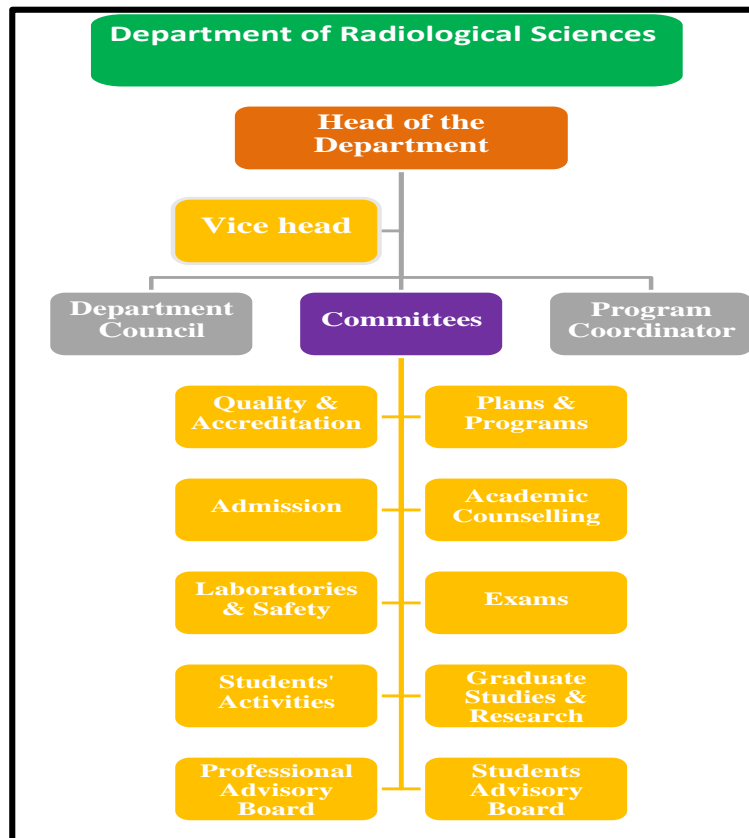 Department of Radiological Sciences
Head of the
Department
Vice head
Department
Council
Committees
Program
Coordinator
Quality &
Accreditation
Plans &
Programs
Admission
Academic
Counselling
Laboratories
& Safety
Exams
Students'
Activities
Graduate
Studies &
Research
Professional
Advisory
Board
Students
Advisory
Board